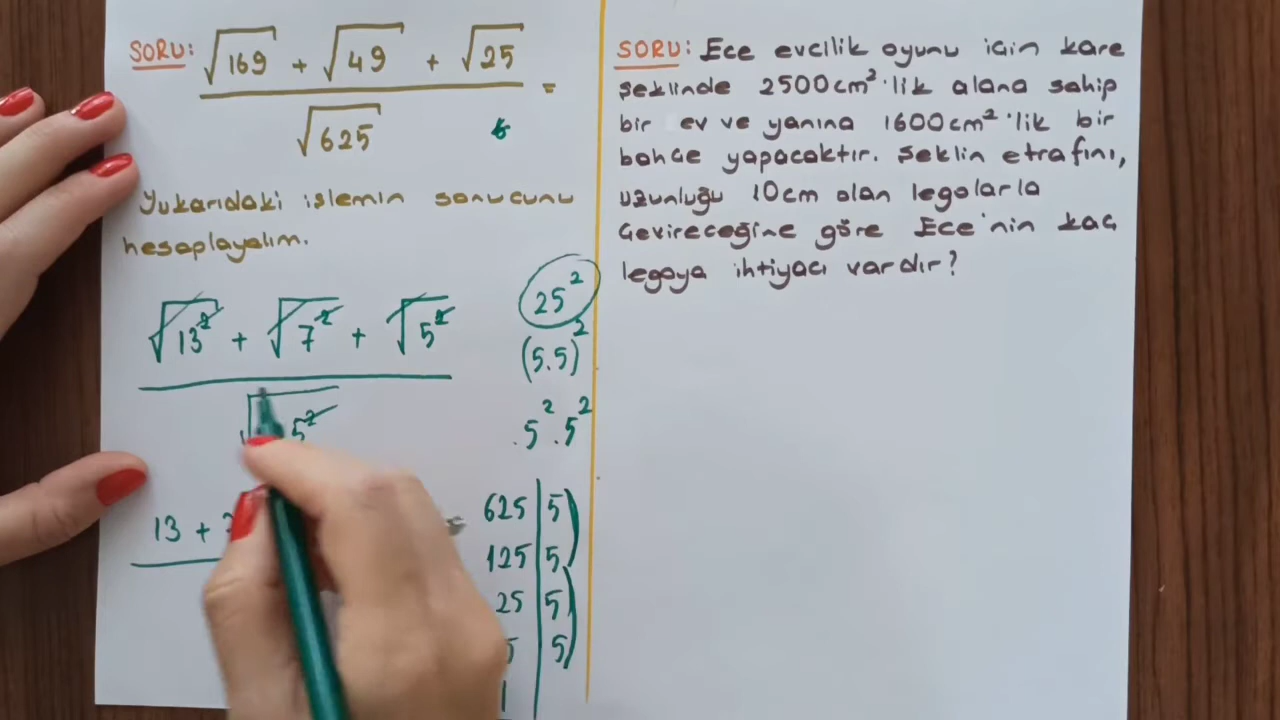 SORU: √169 + √49 + √25
=
√625
6
Yukarıdaki işlemin sonucunu
hesaplayalım.
√13² + √7² + √5²
5²
13 +
25²
(5.5)²
.5².5²
625 | 5
125 | 5
25 | 5
5 | 5
1
SORU: Ece evcilik oyunu için kare
şeklinde 2500cm²'lik alana sahip
bir ev ve yanına 1600cm²'lik bir
bahçe yapacaktır. Şeklin etrafını,
uzunluğu 10cm olan legolarla
çevireceğine göre Ece'nin kaç
legoya ihtiyacı vardır?